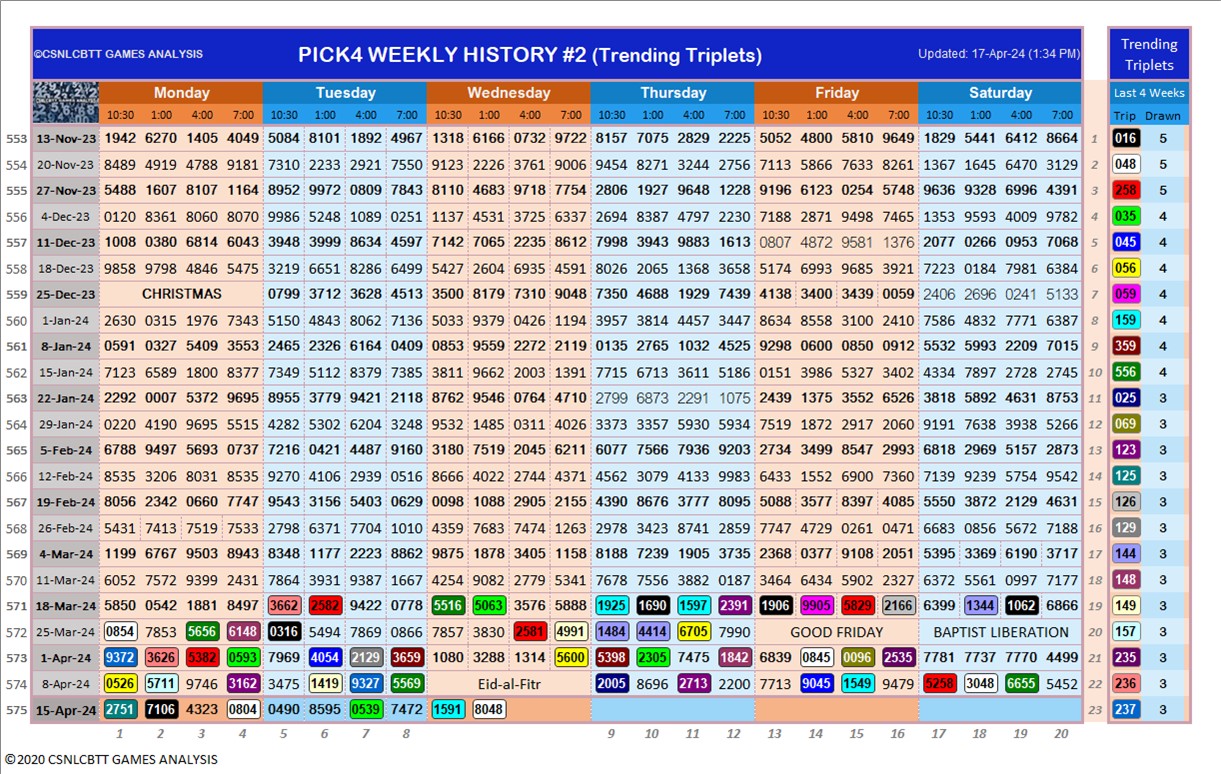 ©CSNLCBTT GAMES ANALYSIS PICK4 WEEKLY HISTORY #2 (Trending Triplets) Updated: 17-Apr-24 (1:34 PM) Trending Triplets
Monday Tuesday Wednesday Thursday Friday Saturday Last 4 Weeks
10:30 1:00 4:00 7:00 10:30 1:00 4:00 7:00 10:30 1:00 4:00 7:00 10:30 1:00 4:00 7:00 10:30 1:00 4:00 7:00 10:30 1:00 4:00 7:00 Trip Drawn
553 13-Nov-23 1942 6270 1405 4049 5084 8101 1892 4967 1318 6166 0732 9722 8157 7075 2829 2225 5052 4800 5810 9649 1829 5441 6412 8664 1 016 5
554 20-Nov-23 8489 4919 4788 9181 7310 2233 2921 7550 9123 2226 3761 9006 9454 8271 3244 2756 7113 5866 7633 8261 1367 1645 6470 3129 2 048 5
555 27-Nov-23 5488 1607 8107 1164 8952 9972 0809 7843 8110 4683 9718 7754 2806 1927 9648 1228 9196 6123 0254 5748 9636 9328 6996 4391 3 258 5
556 4-Dec-23 0120 8361 8060 8070 9986 5248 1089 0251 1137 4531 3725 6337 2694 8387 4797 2230 7188 2871 9498 7465 1353 9593 4009 9782 4 035 4
557 11-Dec-23 1008 0380 6814 6043 3948 3999 8634 4597 7142 7065 2235 8612 7998 3943 9883 1613 0807 4872 9581 1376 2077 0266 0953 7068 5 045 4
558 18-Dec-23 9858 9798 4846 5475 3219 6651 8286 6499 5427 2604 6935 4591 8026 2065 1368 3658 5174 6993 9685 3921 7223 0184 7981 6384 6 056 4
559 25-Dec-23 CHRISTMAS 0799 3712 3628 4513 3500 8179 7310 9048 7350 4688 1929 7439 4138 3400 3439 0059 2406 2696 0241 5133 7 059 4
560 1-Jan-24 2630 0315 1976 7343 5150 4843 8062 7136 5033 9379 0426 1194 3957 3814 4457 3447 8634 8558 3100 2410 7586 4832 7771 6387 8 159 4
561 8-Jan-24 0591 0327 5409 3553 2465 2326 6164 0409 0853 9559 2272 2119 0135 2765 1032 4525 9298 0600 0850 0912 5532 5993 2209 7015 9 359 4
562 15-Jan-24 7123 6589 1800 8377 7349 5112 8379 7385 3811 9662 2003 1391 7715 6713 3611 5186 0151 3986 5327 3402 4334 7897 2728 2745 10 556 4
563 22-Jan-24 2292 0007 5372 9695 8955 3779 9421 2118 8762 9546 0764 4710 2799 6873 2291 1075 2439 1375 3552 6526 3818 5892 4631 8753 11 025 3
564 29-Jan-24 0220 4190 9695 5515 4282 5302 6204 3248 9532 1485 0311 4026 3373 3357 5930 5934 7519 1872 2917 2060 9191 7638 3938 5266 12 069 3
565 5-Feb-24 6788 9497 5693 0737 7216 0421 4487 9160 3180 7519 2045 6211 6077 7566 7936 9203 2734 3499 8547 2993 6818 2969 5157 2873 13 123 3
566 12-Feb-24 8535 3206 8031 8535 9270 4106 2939 0516 8666 4022 2744 4371 4562 3079 4131 9983 6433 1552 6900 7360 7139 9239 5754 9542 14 125 3
567 19-Feb-24 8056 2342 0660 7747 9543 3156 5403 0629 0098 1088 2905 2155 4390 8676 3777 8095 5088 3577 8397 4085 5550 3872 2129 4631 15 126 3
568 26-Feb-24 5431 7413 7519 7533 2798 6371 7704 1010 4359 7683 7474 1263 2978 3423 8741 2859 7747 4729 0261 0471 6683 0856 5672 7188 16 129 3
569 4-Mar-24 1199 6767 9503 8943 8348 1177 2223 8862 9875 1878 3405 1158 8188 7239 1905 3735 2368 0377 9108 2051 5395 3369 6190 3717 17 144 3
570 11-Mar-24 6052 7572 9399 2431 7864 3931 9387 1667 4254 9082 2779 5341 7678 7556 3882 0187 3464 6434 5902 2327 6372 5561 0997 7177 18 148 3
571 18-Mar-24 5850 0542 1881 8497 3662 2582 9422 0778 5516 5063 3576 5888 1925 1690 1597 2391 1906 9905 5829 2166 6399 1344 1062 6866 19 149 3
572 25-Mar-24 0854 7853 5656 6148 0316 5494 7869 0866 7857 3830 2581 4991 1484 4414 6705 7990 GOOD FRIDAY BAPTIST LIBERATION 20 157 3
573 1-Apr-24 9372 3626 5382 0593 7969 4054 2129 3659 1080 3288 1314 5600 5398 2305 7475 1842 6839 0845 0096 2535 7781 7737 7770 4499 21 235 3
574 8-Apr-24 0526 5711 9746 3162 3475 1419 9327 5569 Eid-al-Fitr 2005 8696 2713 2200 7713 9045 1549 9479 5258 3048 6655 5452 22 236 3
575 15-Apr-24 2751 7106 4323 0804 0490 8595 0539 7472 1591 8048 23 237 3
1 2 3 4 5 6 7 8 9 10 11 12 13 14 15 16 17 18 19 20
©2020 CSNLCBTT GAMES ANALYSIS